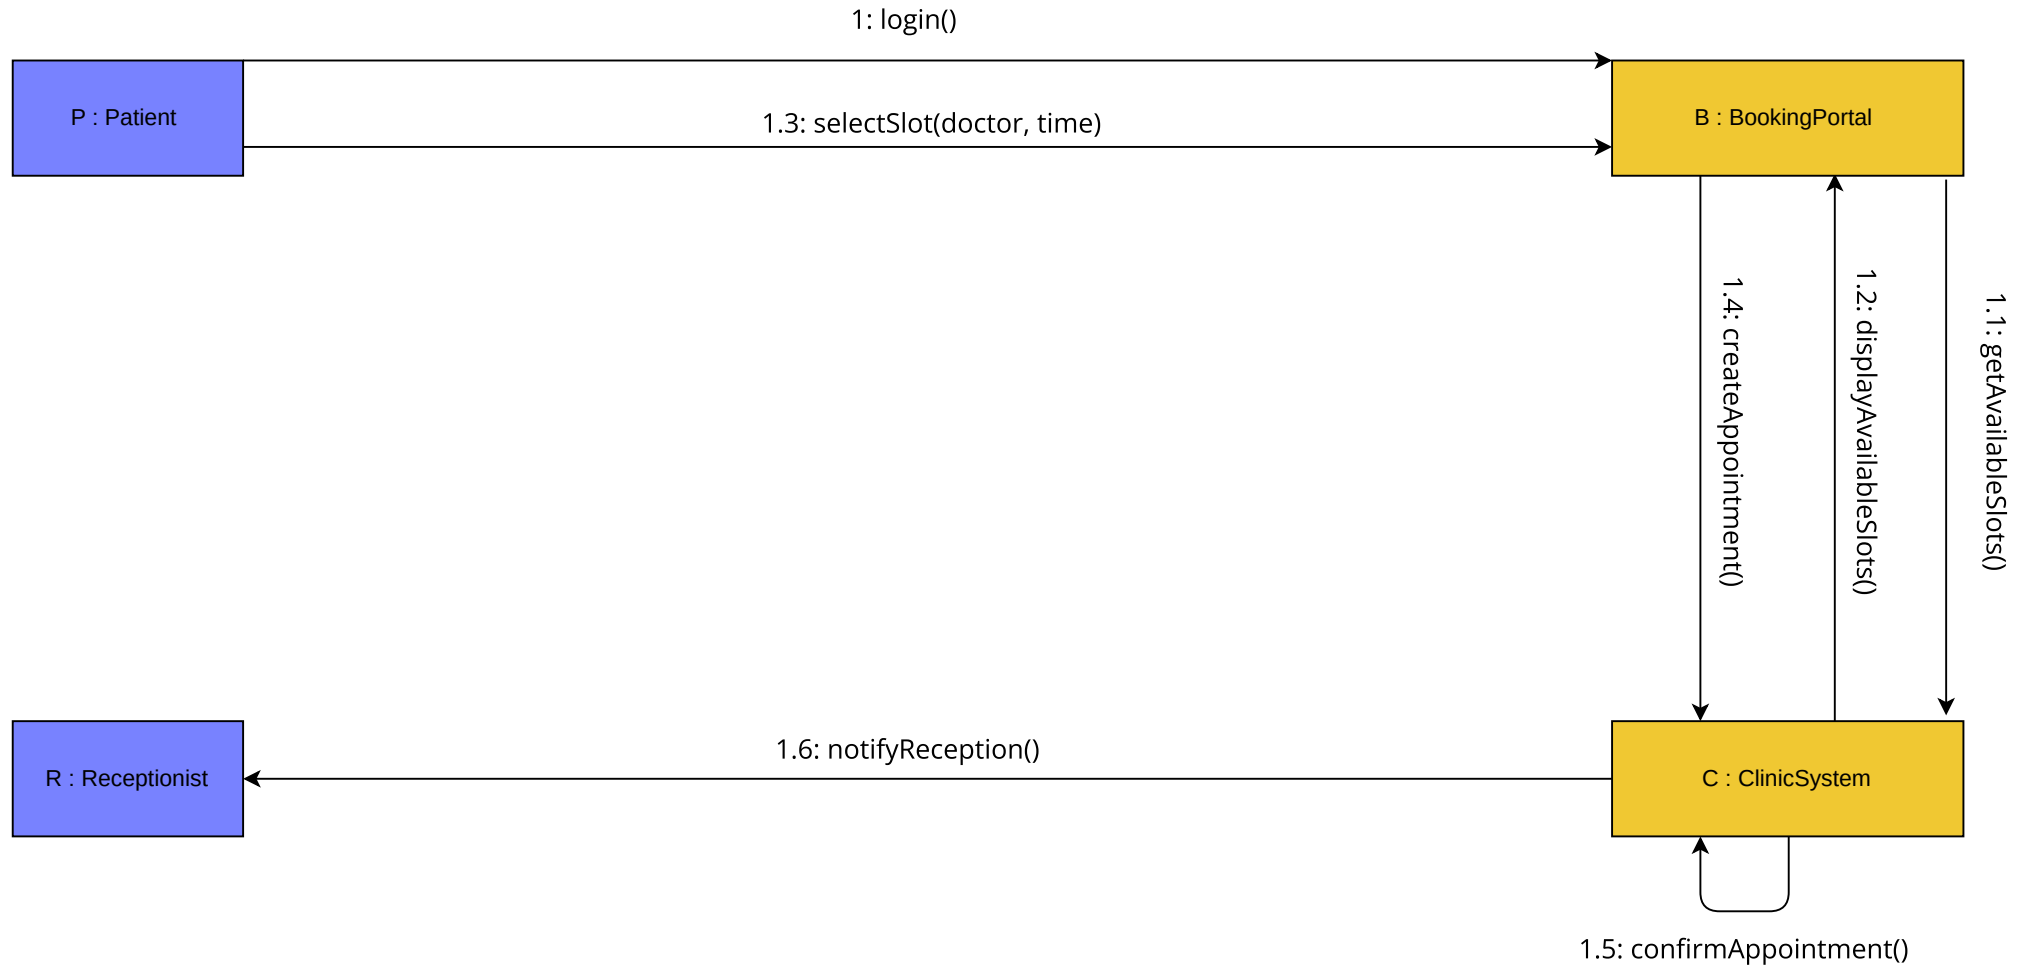 1: login()
P : Patient
B : BookingPortal
1.3: selectSlot(doctor, time)
1.4: createAppointment()
1.2: displayAvailableSlots()
1.1: getAvailableSlots()
1.6: notifyReception()
R : Receptionist
C : ClinicSystem
1.5: confirmAppointment()